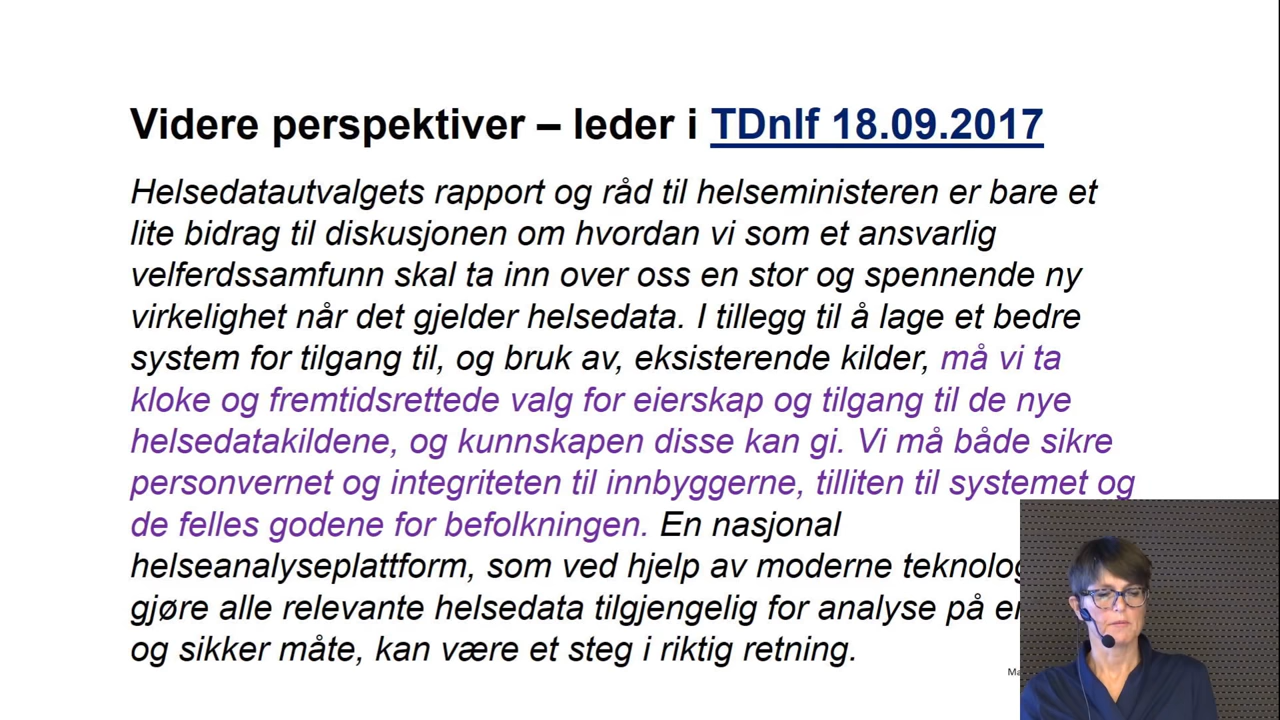 Videre perspektiver – leder i TDnlf 18.09.2017
Helsedatautvalgets rapport og råd til helseministeren er bare et
lite bidrag til diskusjonen om hvordan vi som et ansvarlig
velferdssamfunn skal ta inn over oss en stor og spennende ny
virkelighet når det gjelder helsedata. I tillegg til å lage et bedre
system for tilgang til, og bruk av, eksisterende kilder, må vi ta
kloke og fremtidsrettede valg for eierskap og tilgang til de nye
helsedatakildene, og kunnskapen disse kan gi. Vi må både sikre
personvernet og integriteten til innbyggerne, tilliten til systemet og
de felles godene for befolkningen. En nasjonal
helseanalyseplattform, som ved hjelp av moderne
gjøre alle relevante helsedata tilgjengelig for analyse på
og sikker måte, kan være et steg i riktig retning.